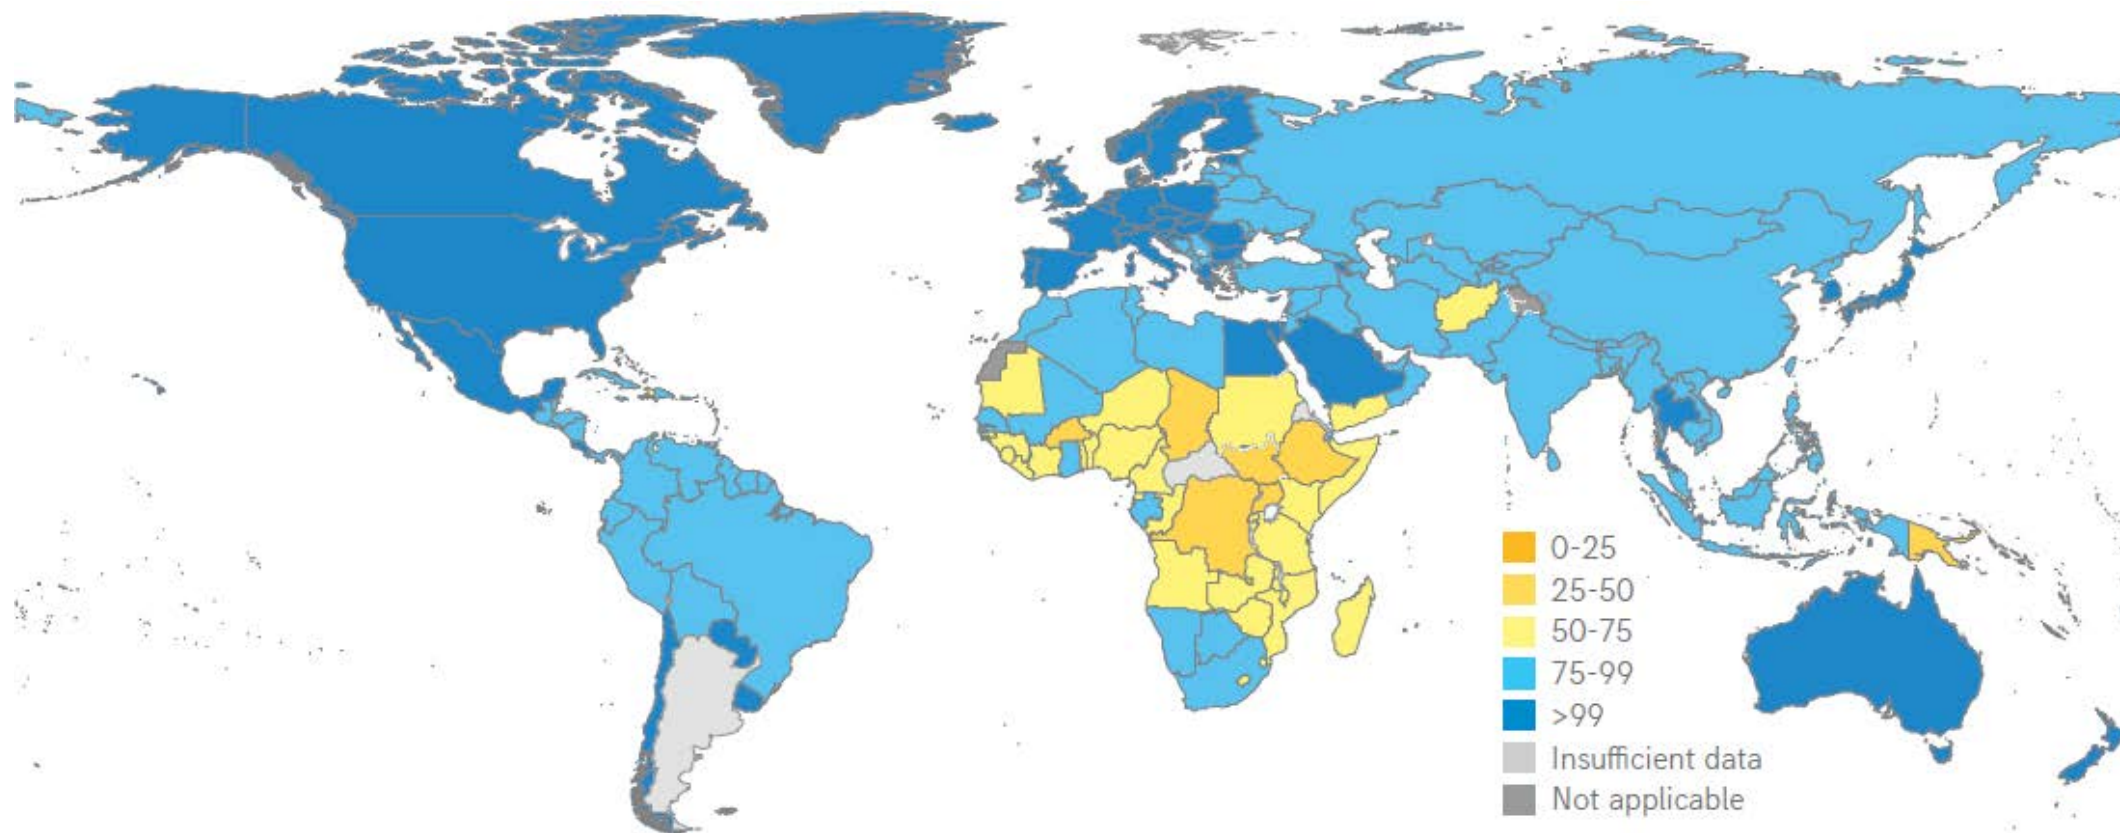 0-25
25-50
50-75
75-99
>99
Insufficient data
Not applicable